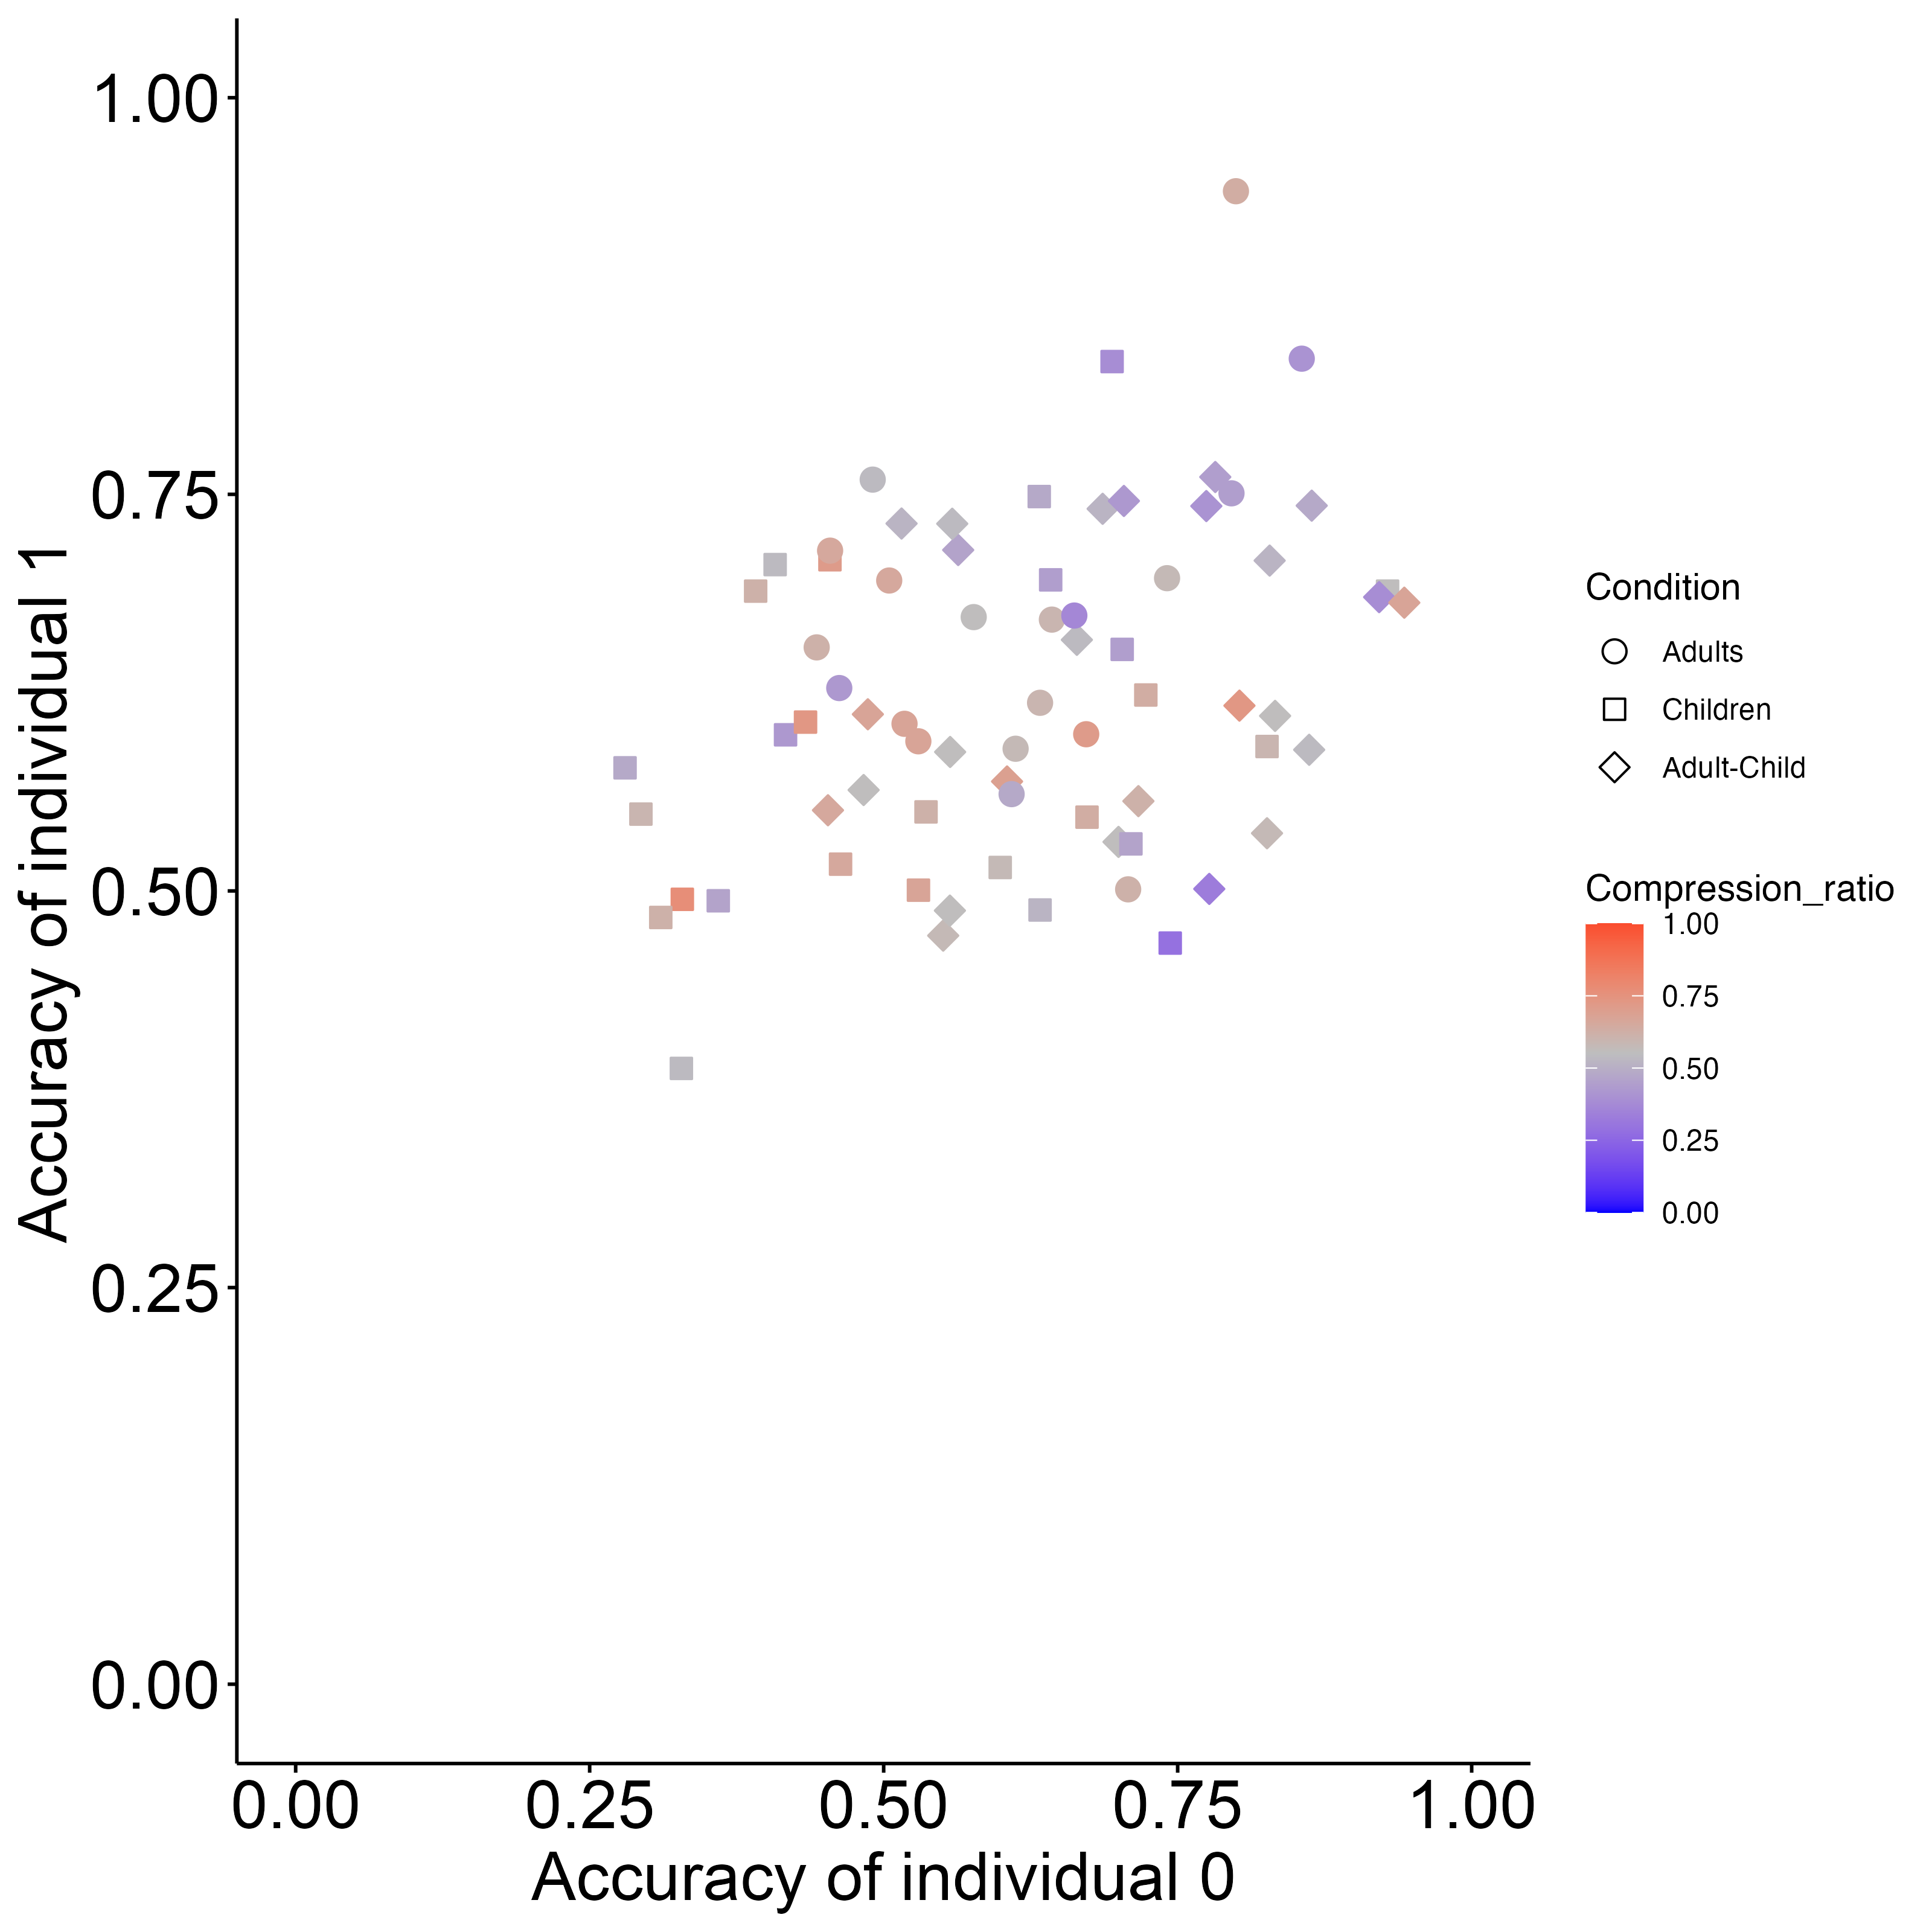 1.00
0.75
0.50
0.25
0.00
Accuracy of individual 1
0.00 0.25 0.50 0.75 1.00
Accuracy of individual 0
Condition
Adults
Children
Adult-Child
Compression_ratio
1.00
0.75
0.50
0.25
0.00